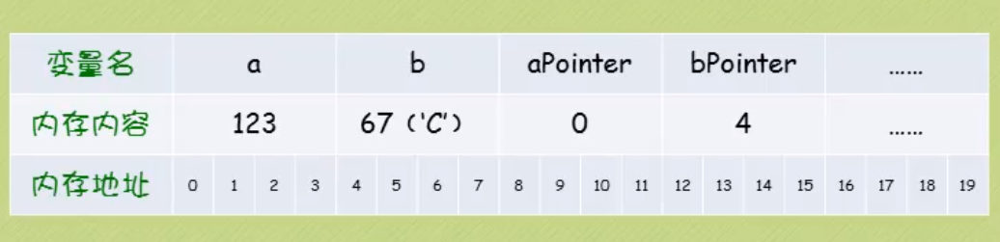 变量名 a b aPointer bPointer ……
内存内容 123 67（‘C’） 0 4 ……
内存地址 0 1 2 3 4 5 6 7 8 9 10 11 12 13 14 15 16 17 18 19